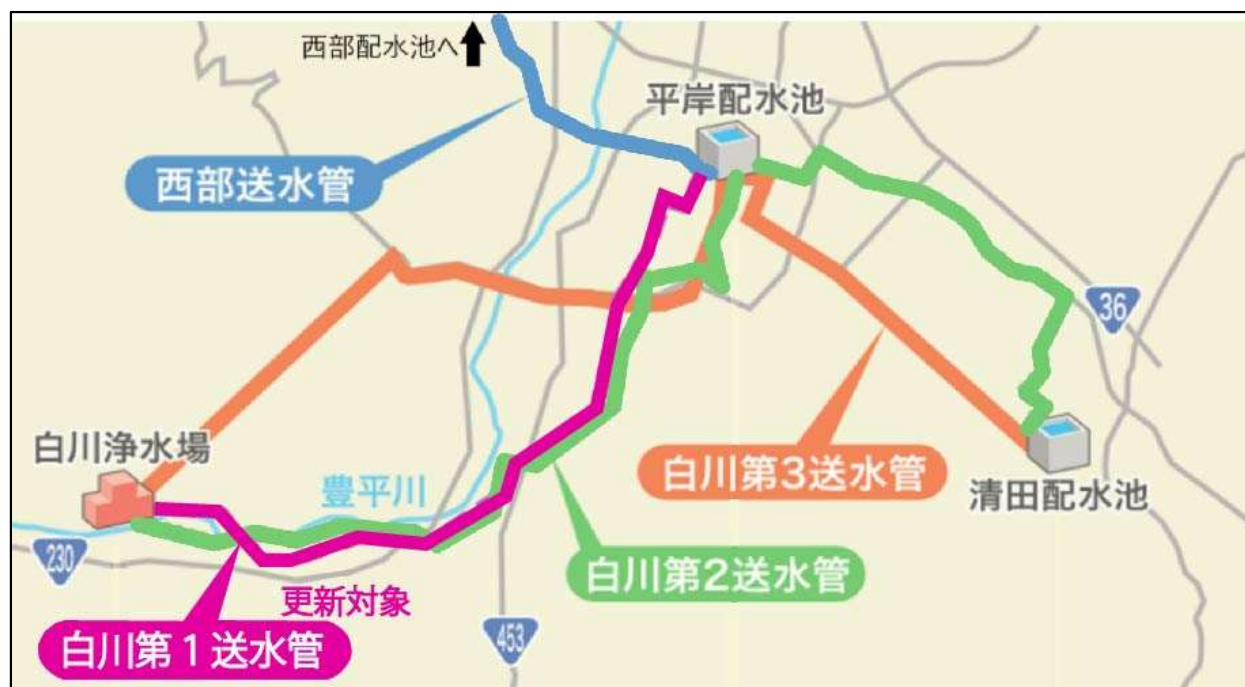 西部配水池へ
平岸配水池
西部送水管
36
白川浄水場
豊平川
白川第3送水管
清田配水池
230
白川第2送水管
更新対象
453
白川第1送水管